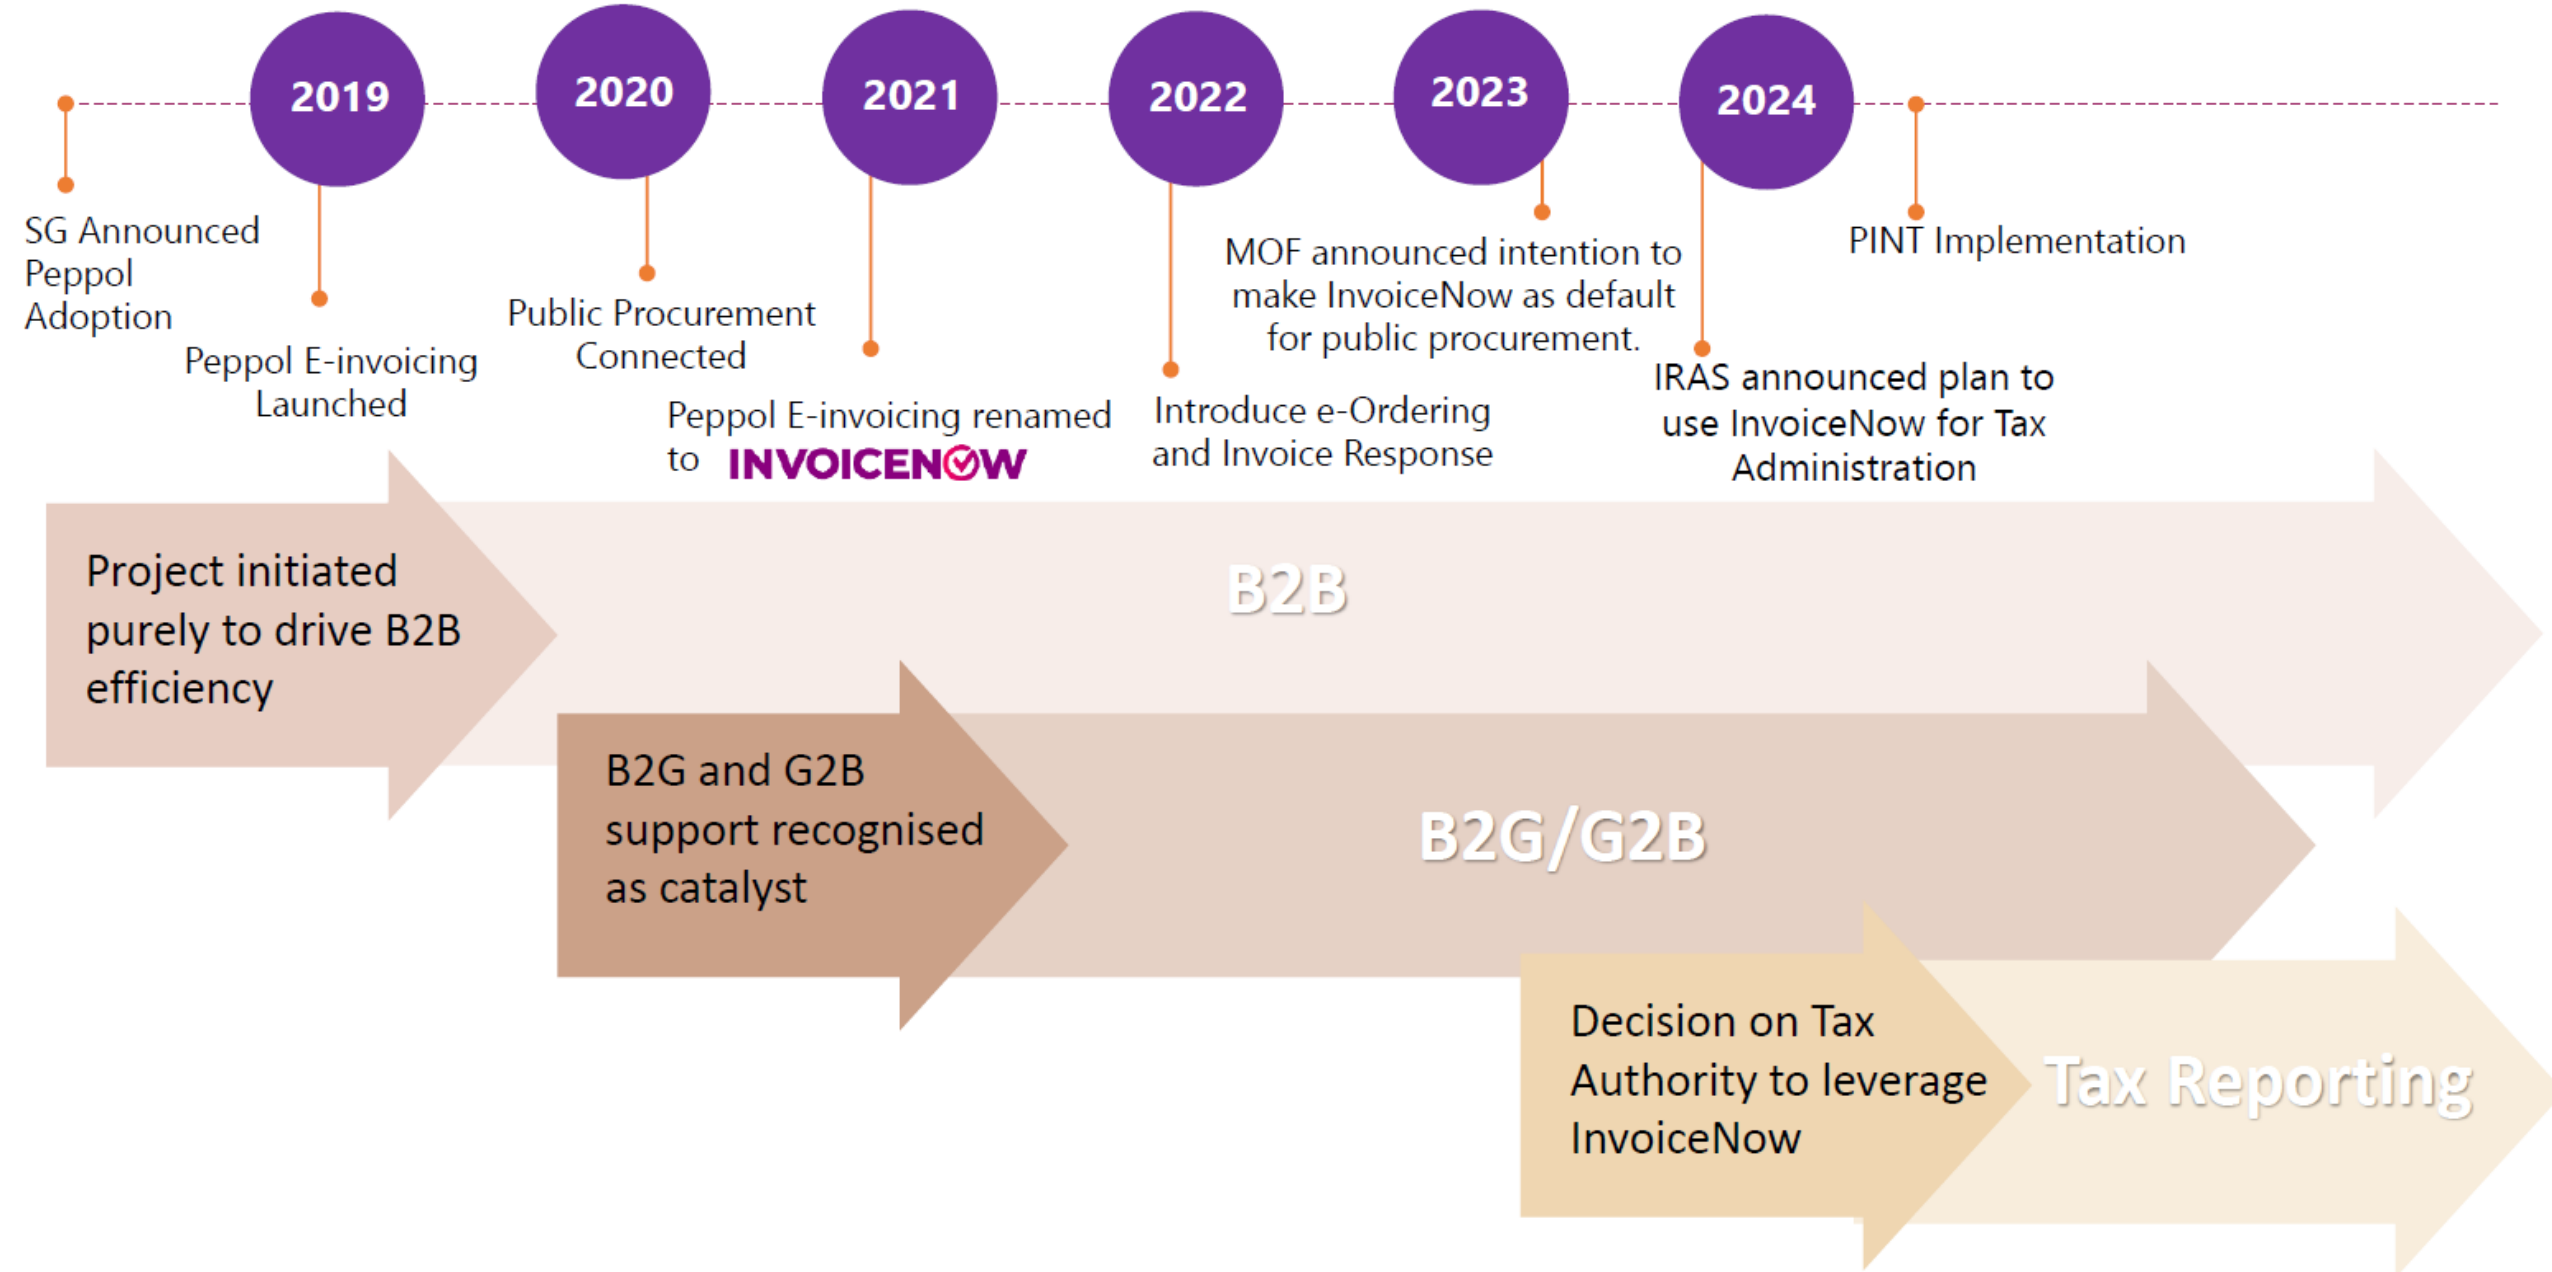 2019
2020
2021
2022
2023
2024
SG Announced
Peppol
Adoption
Peppol E-invoicing
Launched
Public Procurement
Connected
Peppol E-invoicing renamed
to INVOICENOW
Introduce e-Ordering
and Invoice Response
MOF announced intention to
make InvoiceNow as default
for public procurement.
IRAS announced plan to
use InvoiceNow for Tax
Administration
PINT Implementation
Project initiated
purely to drive B2B
efficiency
B2B
B2G and G2B
support recognised
as catalyst
B2G/G2B
Decision on Tax
Authority to leverage
InvoiceNow
Tax Reporting